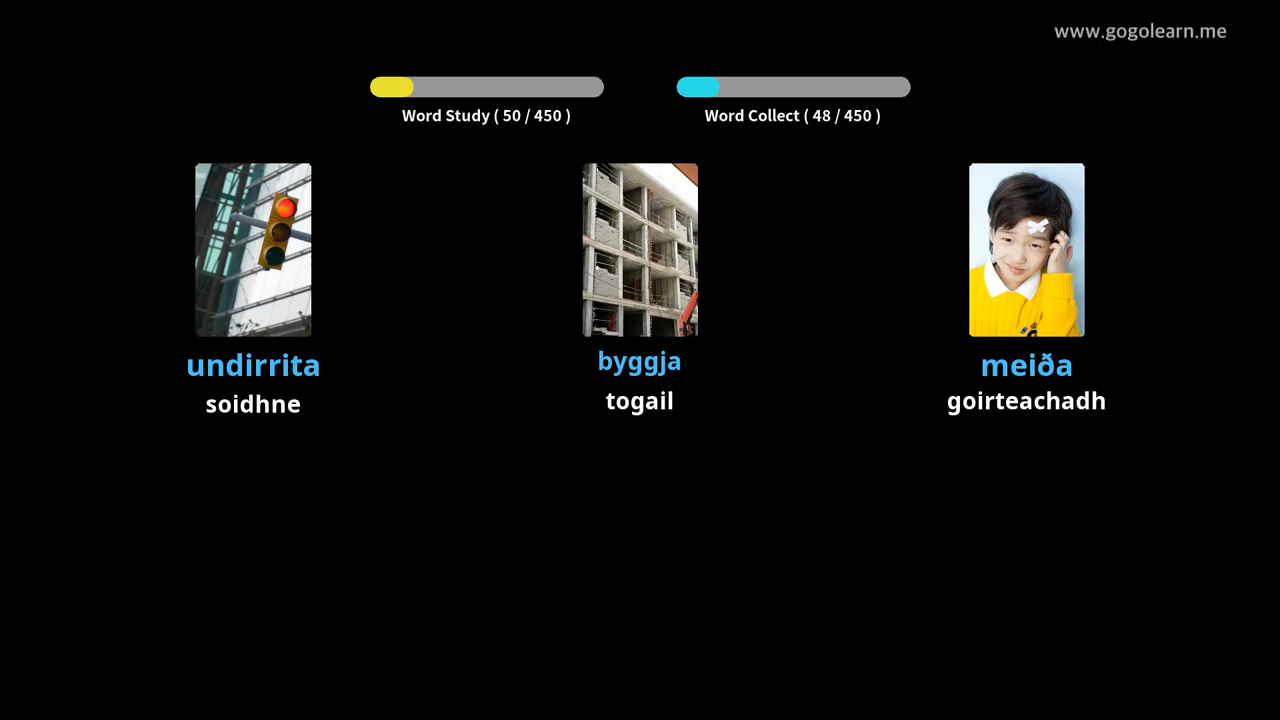 www.gogolearn.me
Word Study ( 50 / 450 )
Word Collect ( 48 / 450 )
undirrita
soidhne
byggja
togail
meiða
goirteachadh